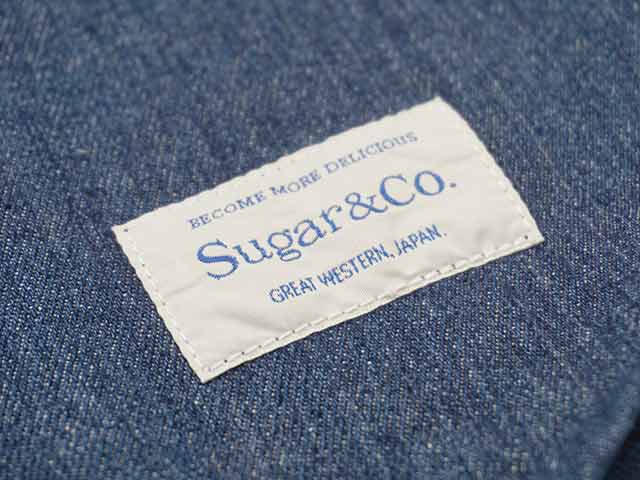 BECOME MORE DELICIOUS
Sugar&Co.
GREAT WESTERN, JAPAN.